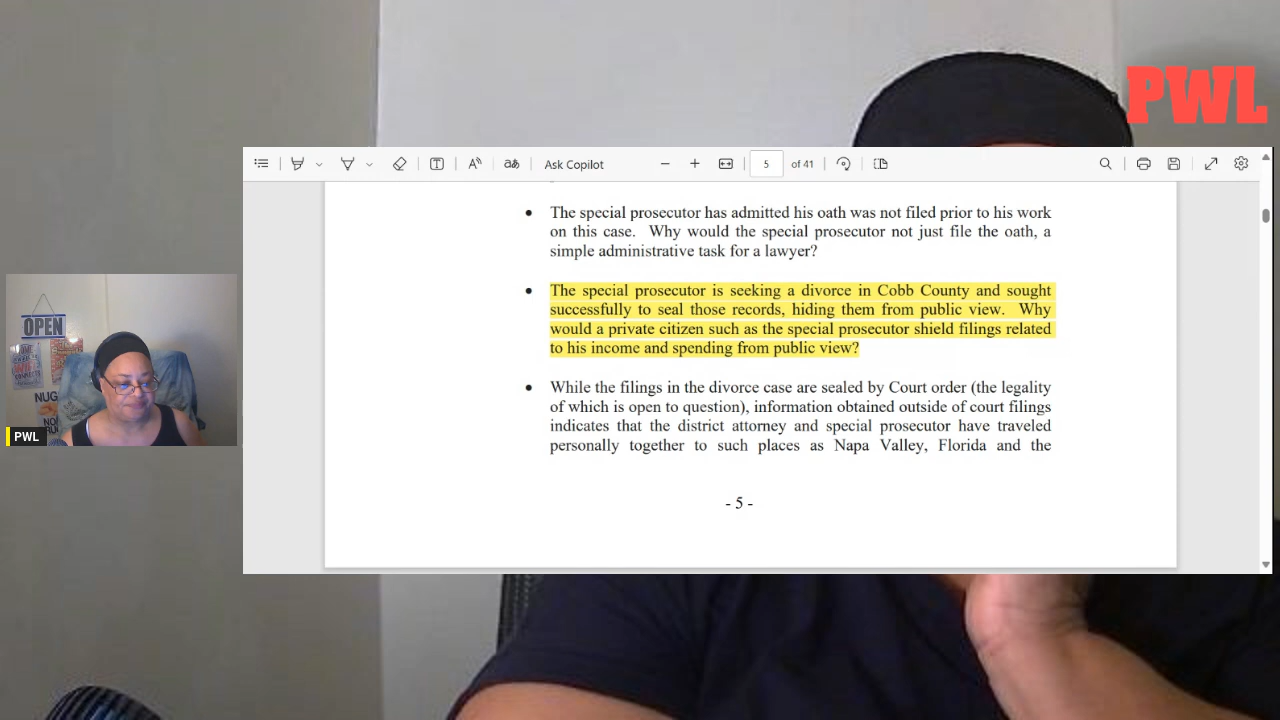 PWL
Ask Copilot
5
of 41
The special prosecutor has admitted his oath was not filed prior to his work
on this case. Why would the special prosecutor not just file the oath, a
simple administrative task for a lawyer?
The special prosecutor is seeking a divorce in Cobb County and sought
successfully to seal those records, hiding them from public view. Why
would a private citizen such as the special prosecutor shield filings related
to his income and spending from public view?
While the filings in the divorce case are sealed by Court order (the legality
of which is open to question), information obtained outside of court filings
indicates that the district attorney and special prosecutor have traveled
personally together to such places as Napa Valley, Florida and the
- 5 -
OPEN
NUG
PWL